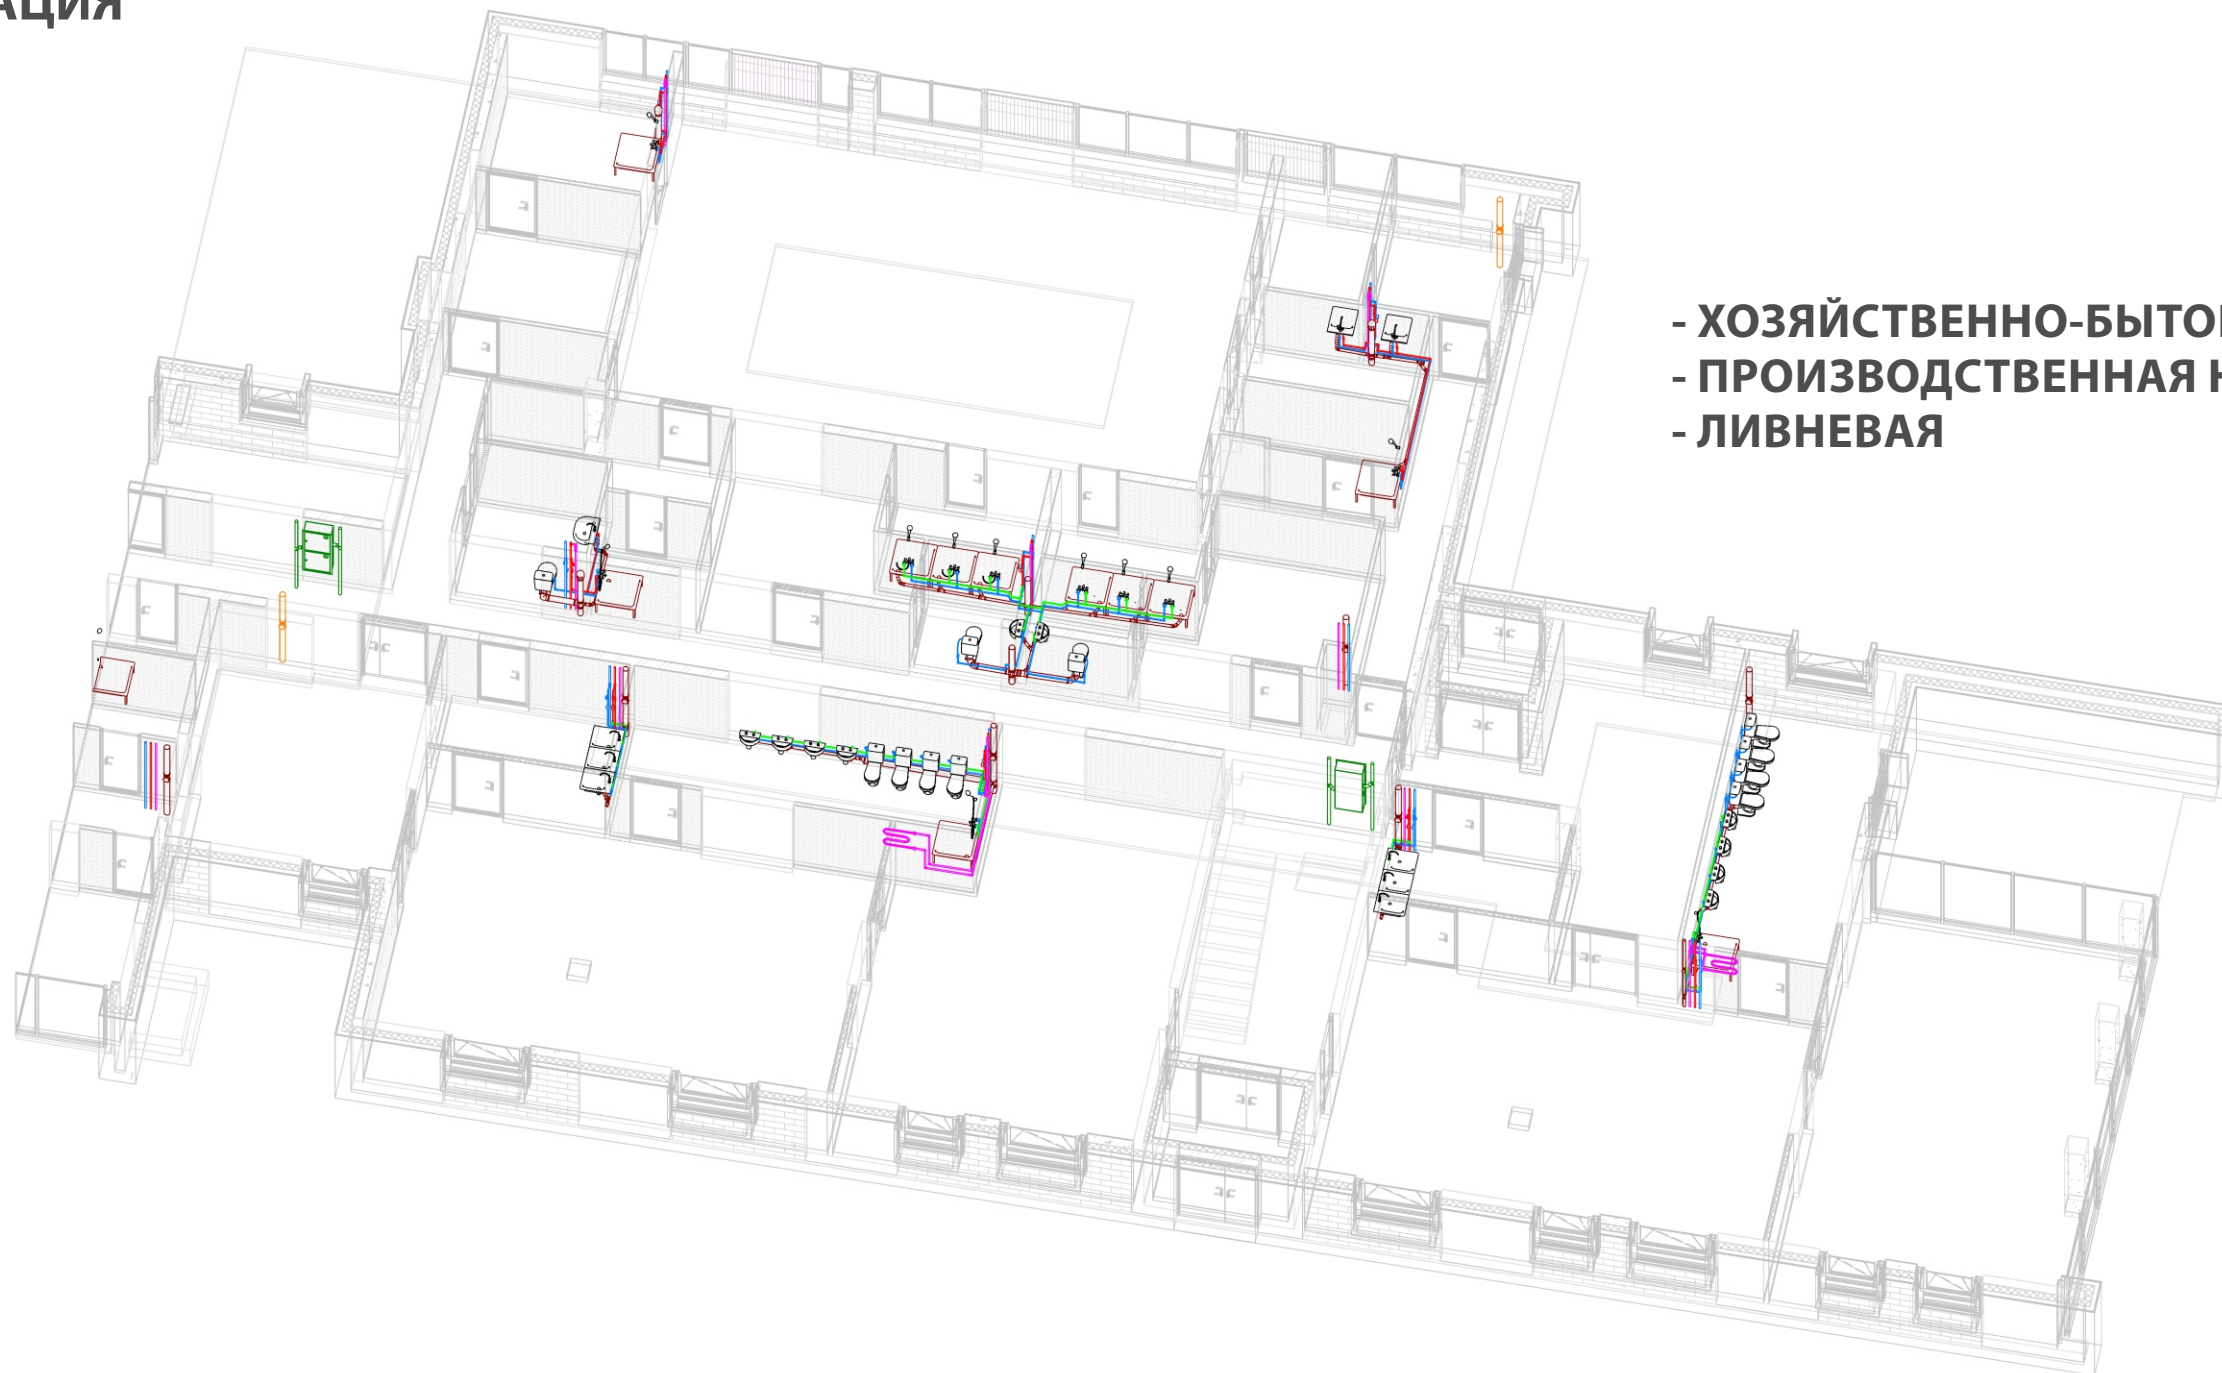 АЦИЯ
- ХОЗЯЙСТВЕННО-БЫТО
- ПРОИЗВОДСТВЕННАЯ
- ЛИВНЕВАЯ